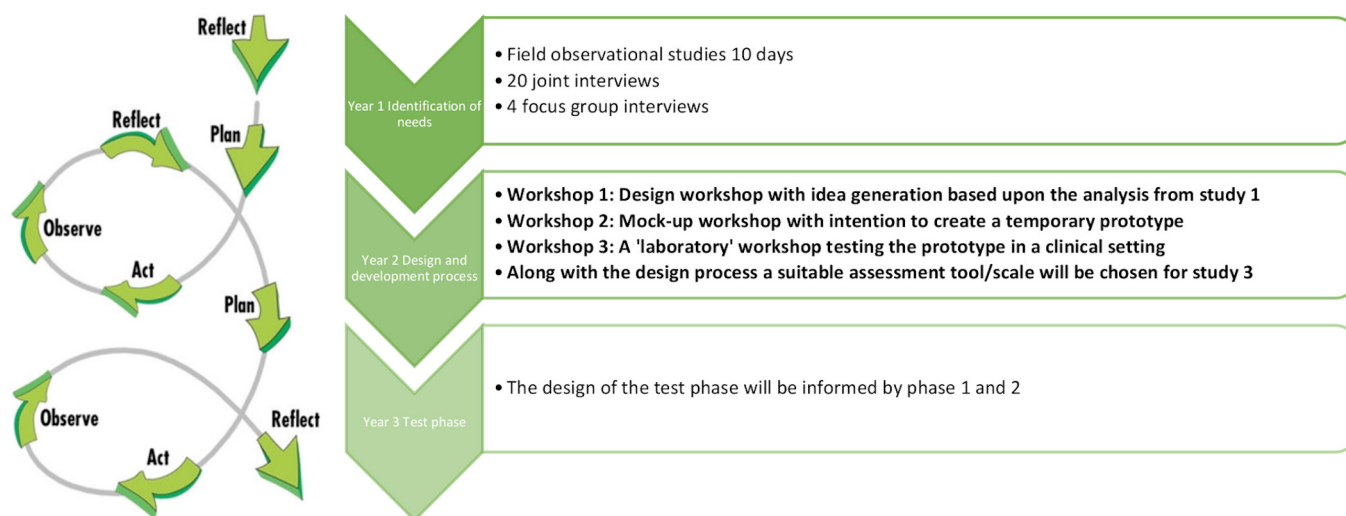 Reflect
Plan
Reflect
Observe
Act
Plan
Observe
Act
Reflect
Year 1 Identification of
needs
• Field observational studies 10 days
• 20 joint interviews
• 4 focus group interviews
Year 2 Design and
development process
• Workshop 1: Design workshop with idea generation based upon the analysis from study 1
• Workshop 2: Mock-up workshop with intention to create a temporary prototype
• Workshop 3: A 'laboratory' workshop testing the prototype in a clinical setting
• Along with the design process a suitable assessment tool/scale will be chosen for study 3
Year 3 Test phase
• The design of the test phase will be informed by phase 1 and 2